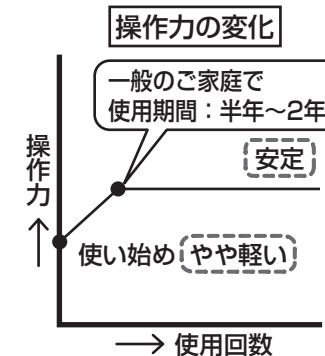 操作力の変化
一般のご家庭で
使用期間：半年～2年
安定
操作力
使い始め やや軽い
使用回数